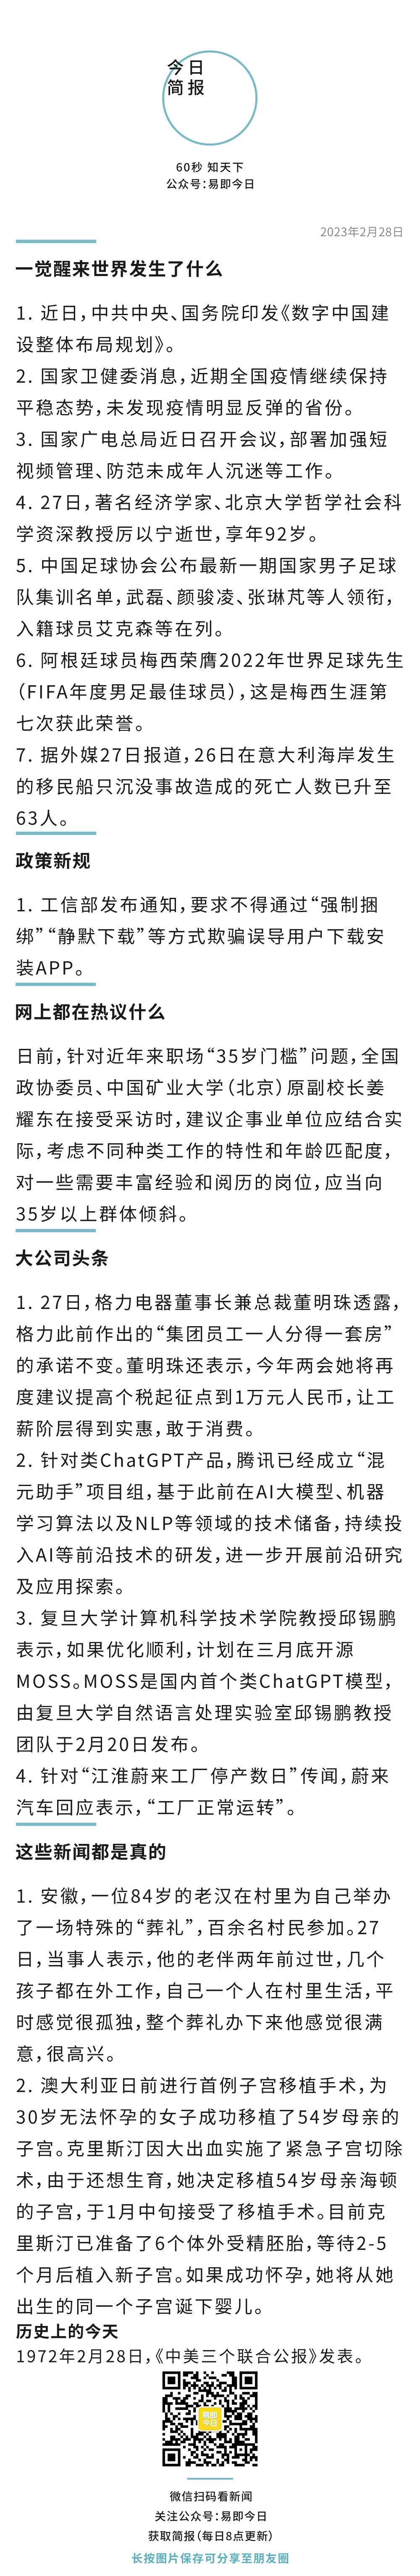 今日
简报
60秒 知天下
公众号：易即今日
2023年2月28日
一觉醒来世界发生了什么
1. 近日，中共中央、国务院印发《数字中国建
设整体布局规划》。
2. 国家卫健委消息，近期全国疫情继续保持
平稳态势，未发现疫情明显反弹的省份。
3. 国家广电总局近日召开会议，部署加强短
视频管理、防范未成年人沉迷等工作。
4. 27日，著名经济学家、北京大学哲学社会科
学资深教授厉以宁逝世，享年92岁。
5. 中国足球协会公布最新一期国家男子足球
队集训名单，武磊、颜骏凌、张琳芃等人领衔，
入籍球员艾克森等在列。
6. 阿根廷球员梅西荣膺2022年世界足球先生
（FIFA年度男足最佳球员），这是梅西生涯第
七次获此荣誉。
7. 据外媒27日报道，26日在意大利海岸发生
的移民船只沉没事故造成的死亡人数已升至
63人。
政策新规
1. 工信部发布通知，要求不得通过“强制捆
绑”“静默下载”等方式欺骗误导用户下载安
装APP。
网上都在热议什么
日前，针对近年来职场“35岁门槛”问题，全国
政协委员、中国矿业大学（北京）原副校长姜
耀东在接受采访时，建议企事业单位应结合实
际，考虑不同种类工作的特性和年龄匹配度，
对一些需要丰富经验和阅历的岗位，应当向
35岁以上群体倾斜。
大公司头条
1. 27日，格力电器董事长兼总裁董明珠透露，
格力此前作出的“集团员工一人分得一套房”
的承诺不变。董明珠还表示，今年两会她将再
度建议提高个税起征点到1万元人民币，让工
薪阶层得到实惠，敢于消费。
2. 针对类ChatGPT产品，腾讯已经成立“混
元助手”项目组，基于此前在AI大模型、机器
学习算法以及NLP等领域的技术储备，持续投
入AI等前沿技术的研发，进一步开展前沿研究
及应用探索。
3. 复旦大学计算机科学技术学院教授邱锡鹏
表示，如果优化顺利，计划在三月底开源
MOSS。MOSS是国内首个类ChatGPT模型，
由复旦大学自然语言处理实验室邱锡鹏教授
团队于2月20日发布。
4. 针对“江淮蔚来工厂停产数日”传闻，蔚来
汽车回应表示，“工厂正常运转”。
这些新闻都是真的
1. 安徽，一位84岁的老汉在村里为自己举办
了一场特殊的“葬礼”，百余名村民参加。27
日，当事人表示，他的老伴两年前过世，几个
孩子都在外工作，自己一个人在村里生活，平
时感觉很孤独，整个葬礼办下来他感觉很满
意，很高兴。
2. 澳大利亚日前进行首例子宫移植手术，为
30岁无法怀孕的女子成功移植了54岁母亲的
子宫。克里斯汀因大出血实施了紧急子宫切除
术，由于还想生育，她决定移植54岁母亲海顿
的子宫，于1月中旬接受了移植手术。目前克
里斯汀已准备了6个体外受精胚胎，等待2-5
个月后植入新子宫。如果成功怀孕，她将从她
出生的同一个子宫诞下婴儿。
历史上的今天
1972年2月28日，《中美三个联合公报》发表。
易即
今日
微信扫码看新闻
关注公众号：易即今日
获取简报（每日8点更新）
长按图片保存可分享至朋友圈